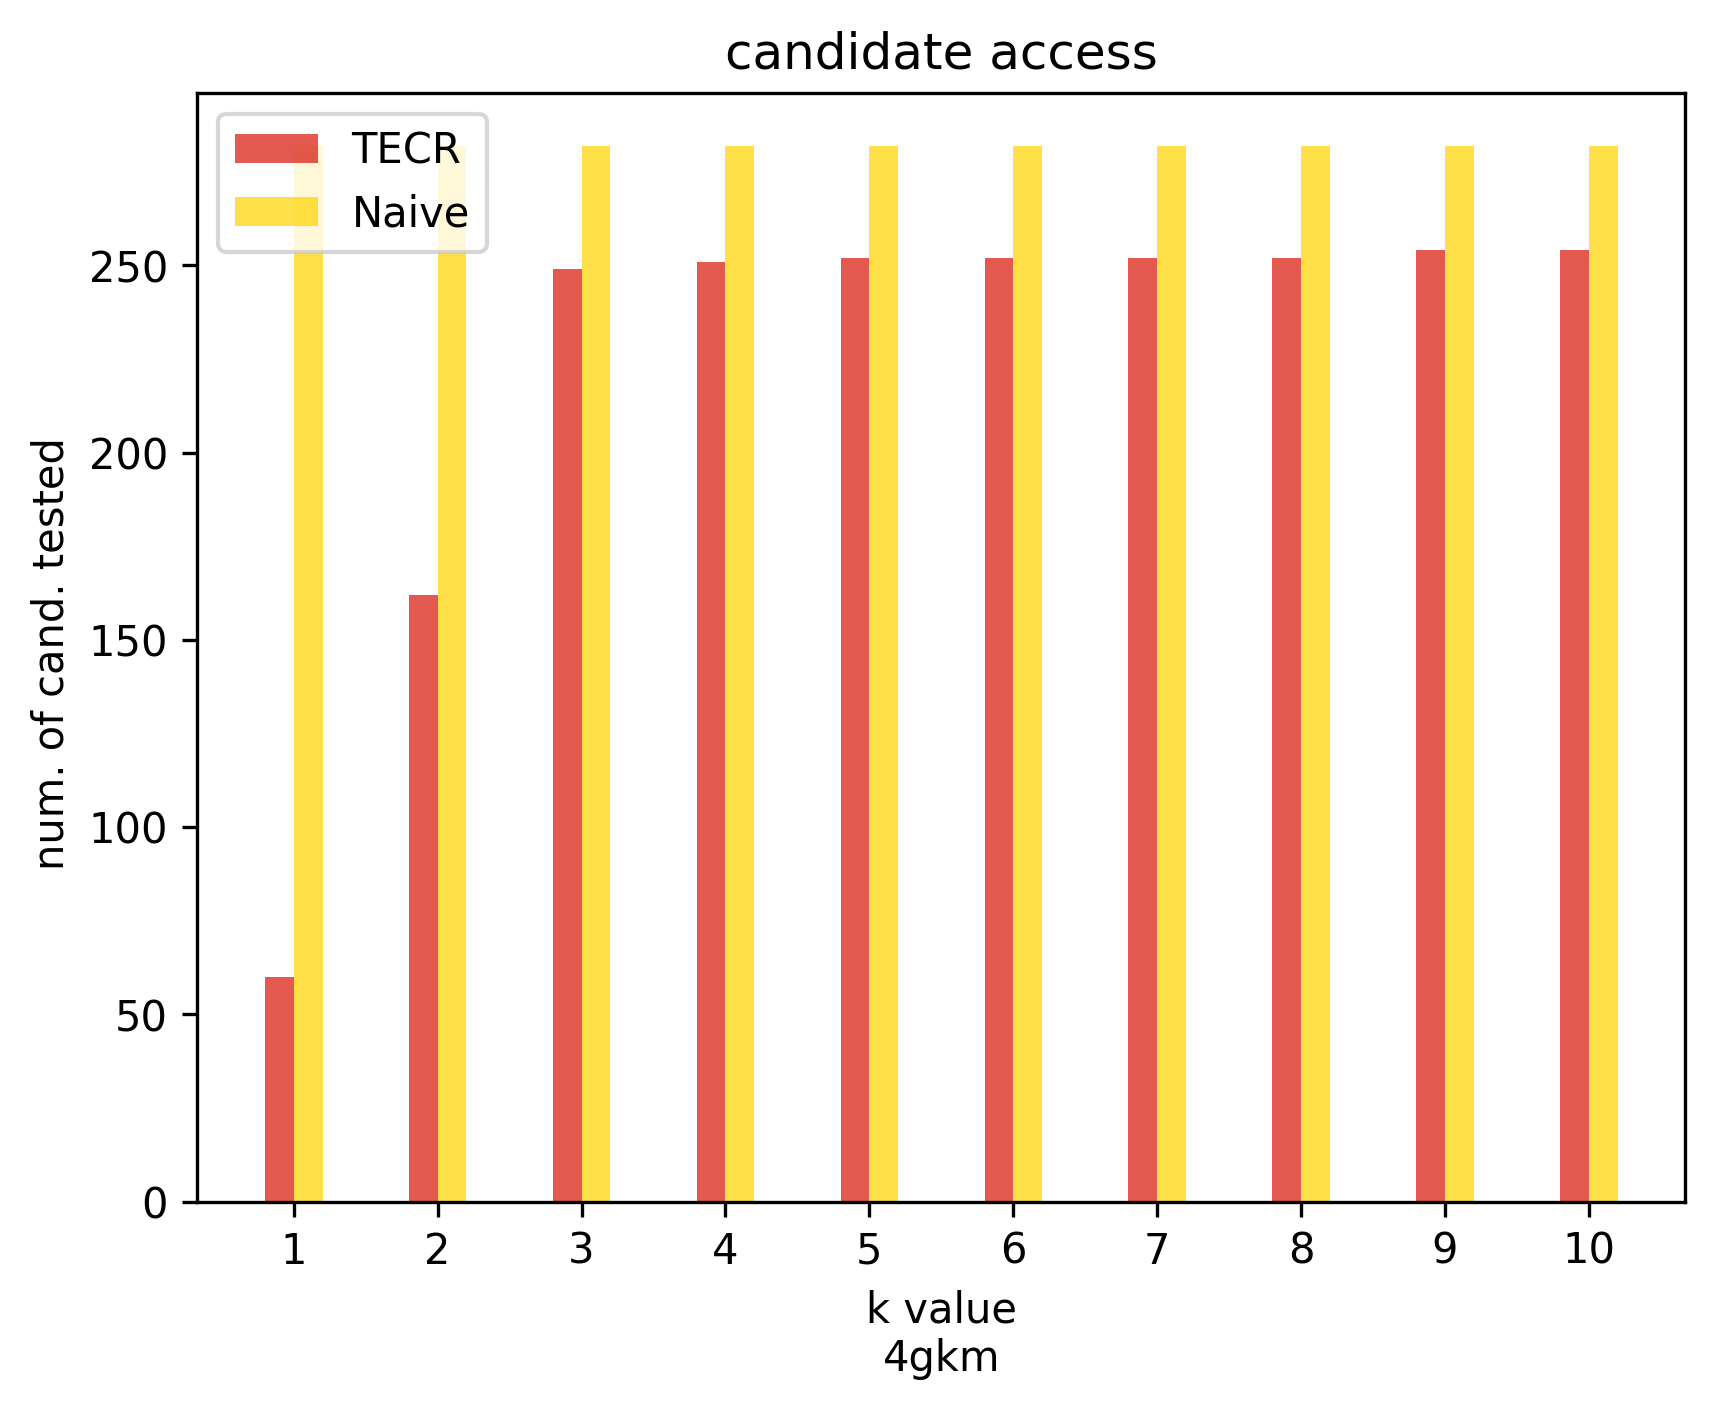 candidate access
TECR
Naive
num. of cand. tested
250
200
150
100
50
0
1 2 3 4 5 6 7 8 9 10
k value
4gkm